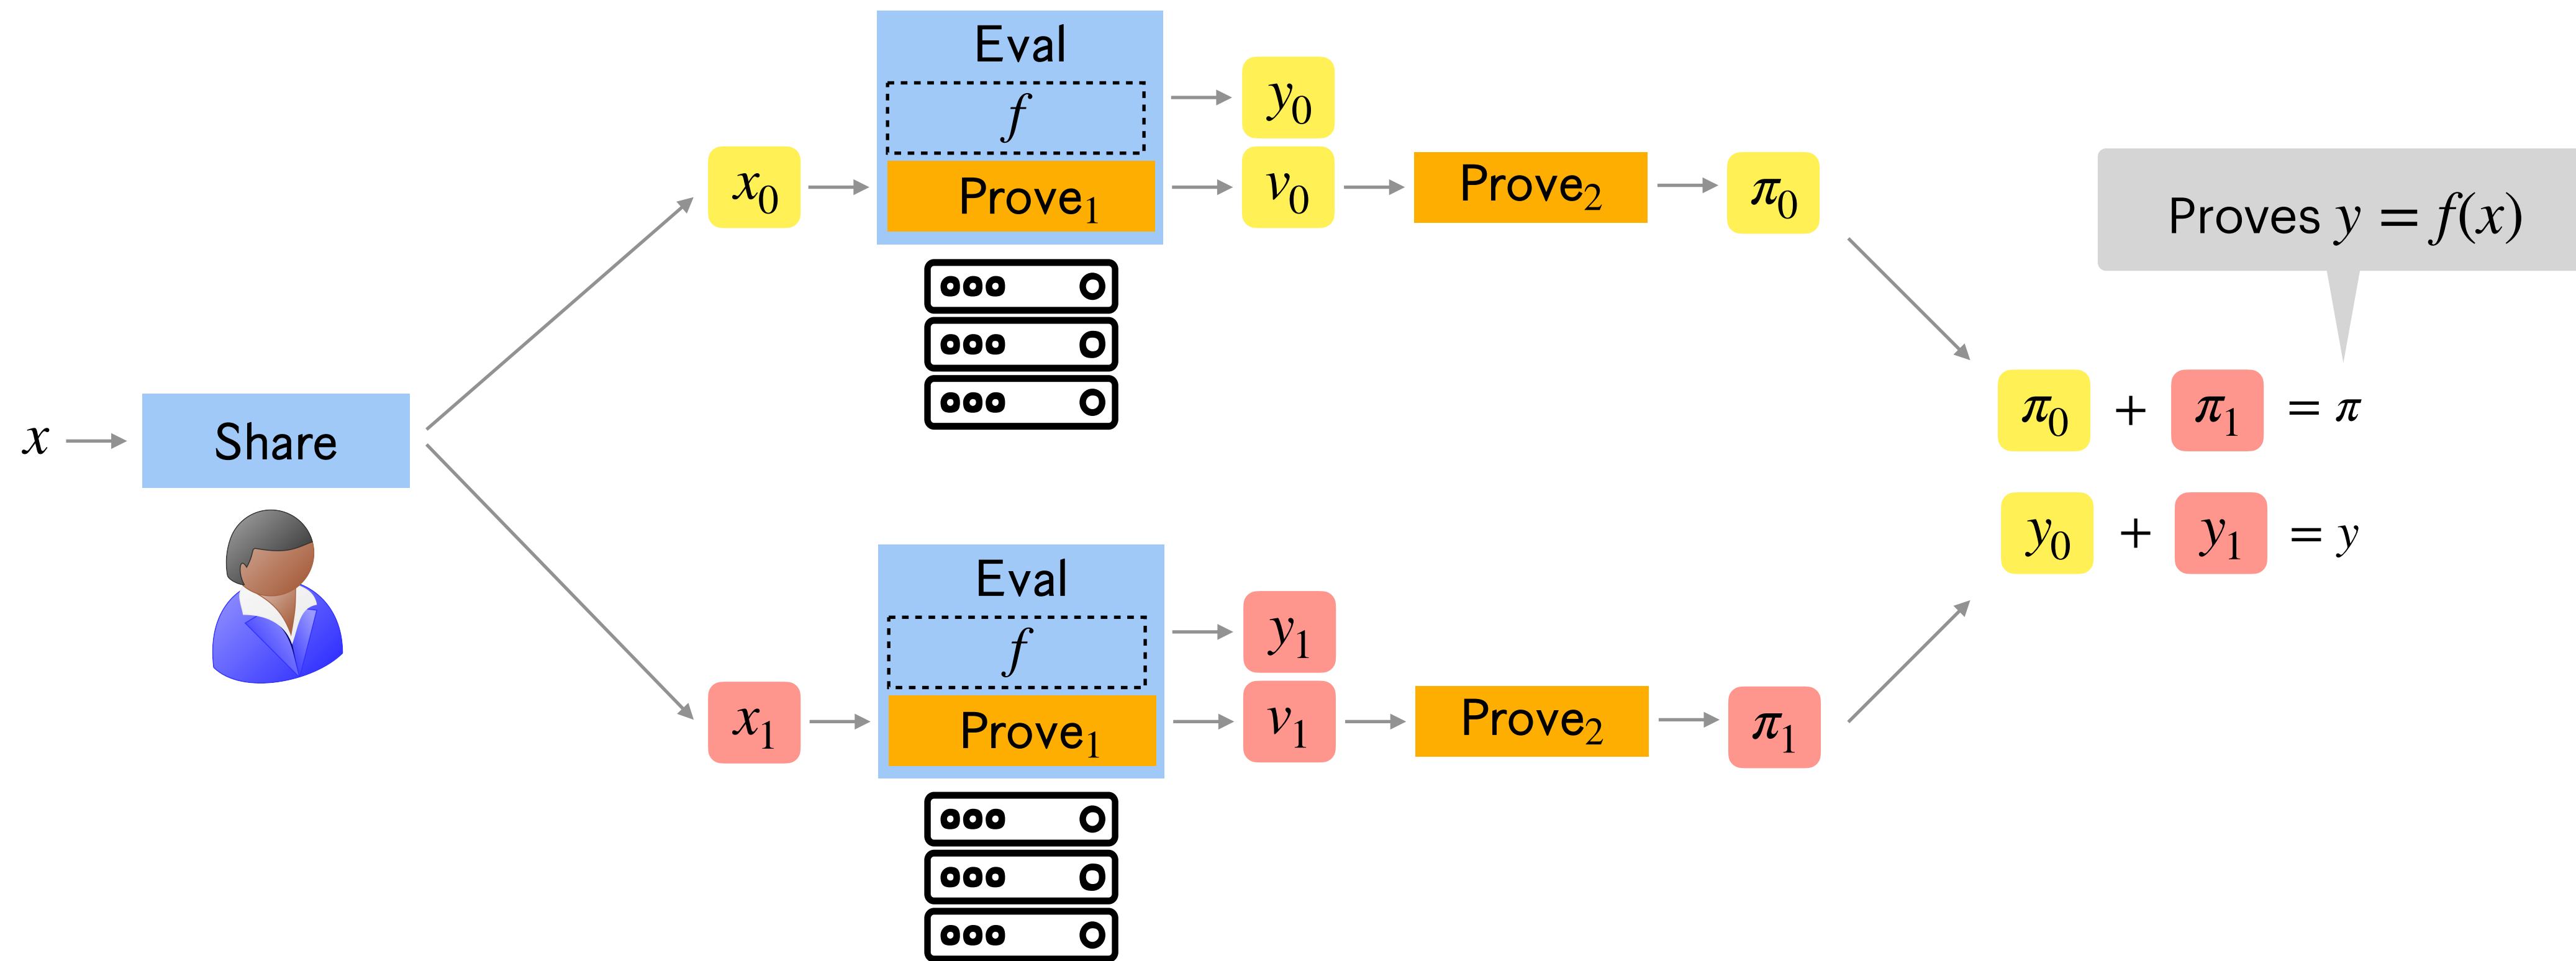 x
Share
x₀
Eval
f
Prove₁
y₀
v₀
Prove₂
π₀
x₁
Eval
f
Prove₁
y₁
v₁
Prove₂
π₁
Proves y = f(x)
π₀ + π₁ = π
y₀ + y₁ = y